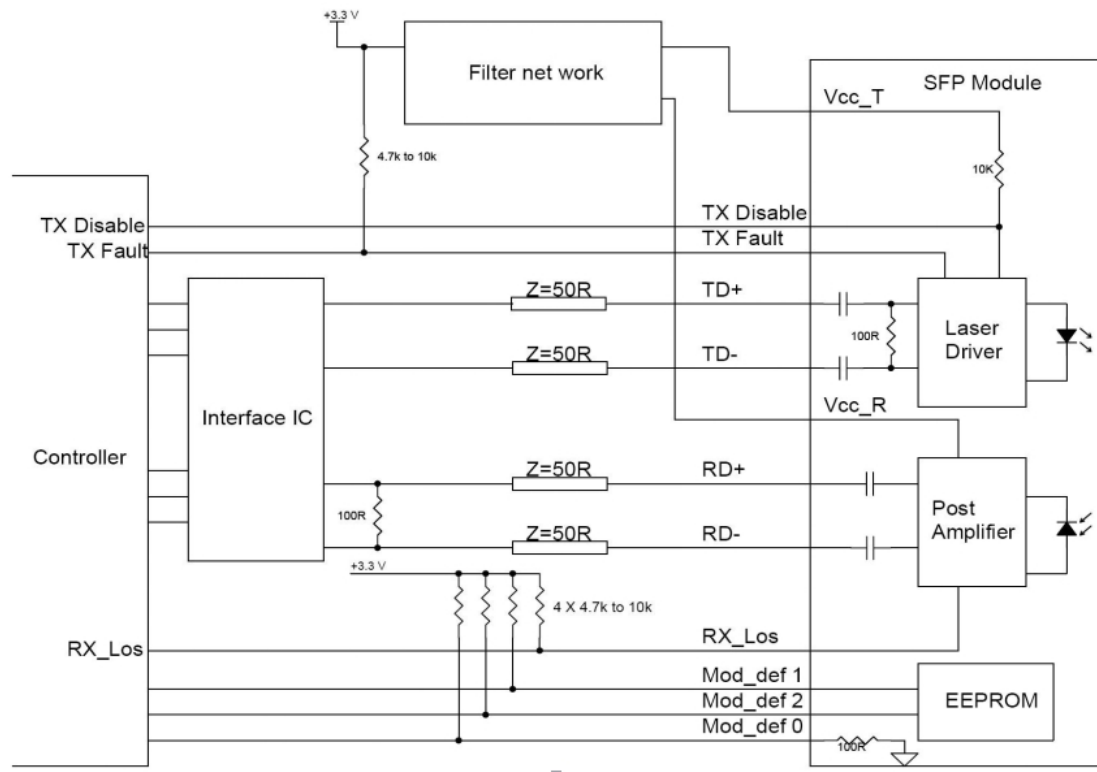 +3.3 V
Filter net work
SFP Module
Vcc_T
4.7k to 10k
10K
TX Disable
TX Disable
TX Fault
TX Fault
Z=50R
TD+
Laser
Driver
100R
Z=50R
TD-
Vcc_R
Interface IC
Controller
Z=50R
RD+
100R
Post
Amplifier
Z=50R
RD-
+3.3 V
4 X 4.7k to 10k
RX_Los
RX_Los
Mod_def 1
Mod_def 2
EEPROM
Mod_def 0
100R